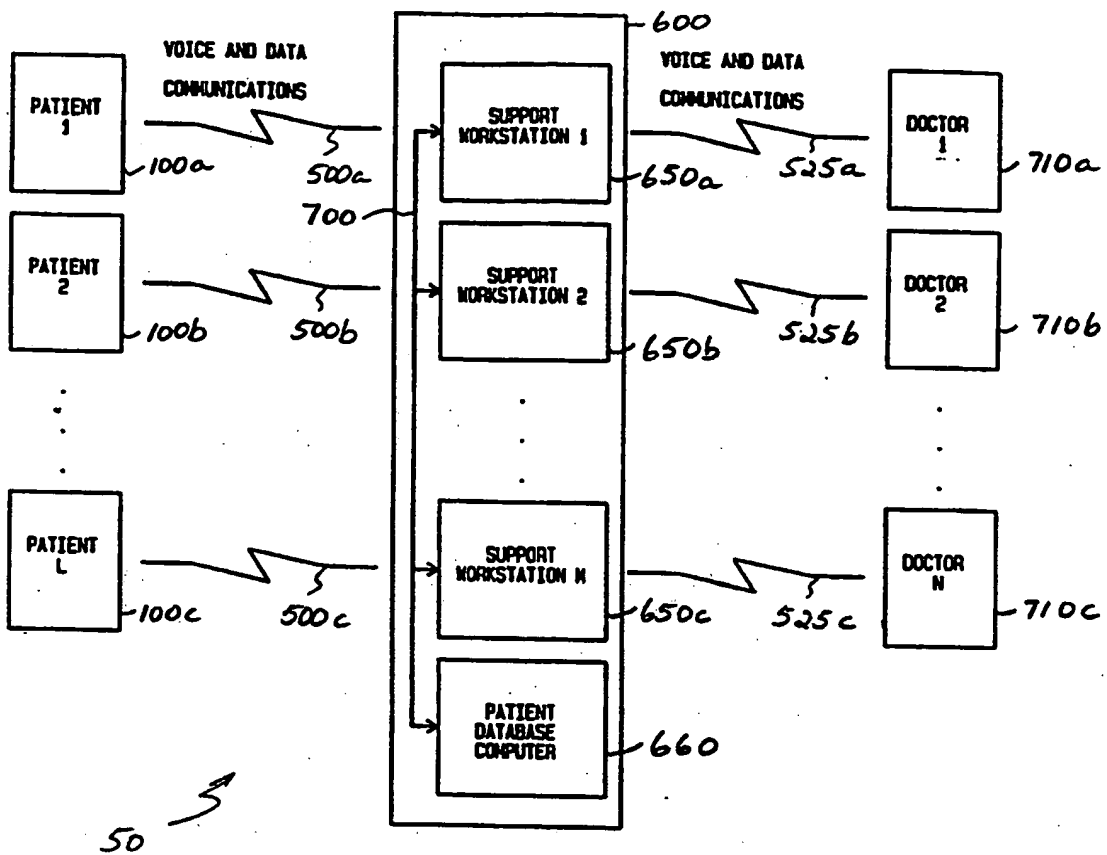 600
VOICE AND DATA
COMMUNICATIONS
VOICE AND DATA
COMMUNICATIONS
PATIENT
1
100a
500a
SUPPORT
WORKSTATION 1
650a
525a
DOCTOR
1
710a
700
PATIENT
2
100b
500b
SUPPORT
WORKSTATION 2
650b
525b
DOCTOR
2
710b
PATIENT
L
100c
500c
SUPPORT
WORKSTATION M
650c
525c
DOCTOR
N
710c
PATIENT
DATABASE
COMPUTER
660
50